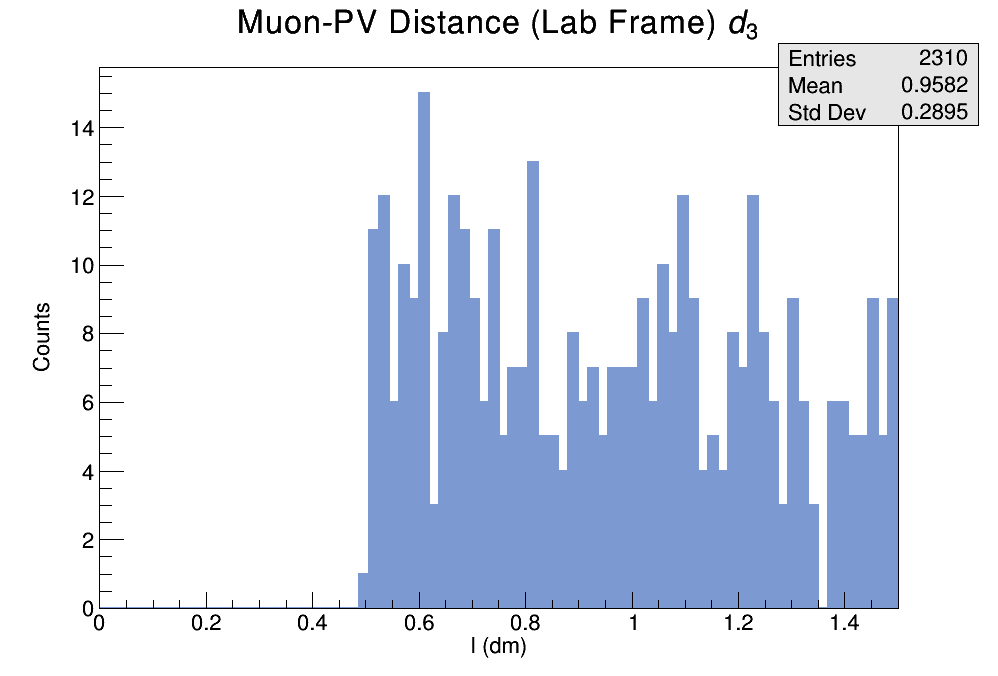 Muon-PV Distance (Lab Frame) d₃
Entries 2310
Mean 0.9582
Std Dev 0.2895
14
12
10
8
6
4
2
0
Counts
0 0.2 0.4 0.6 0.8 1 1.2 1.4
l (dm)